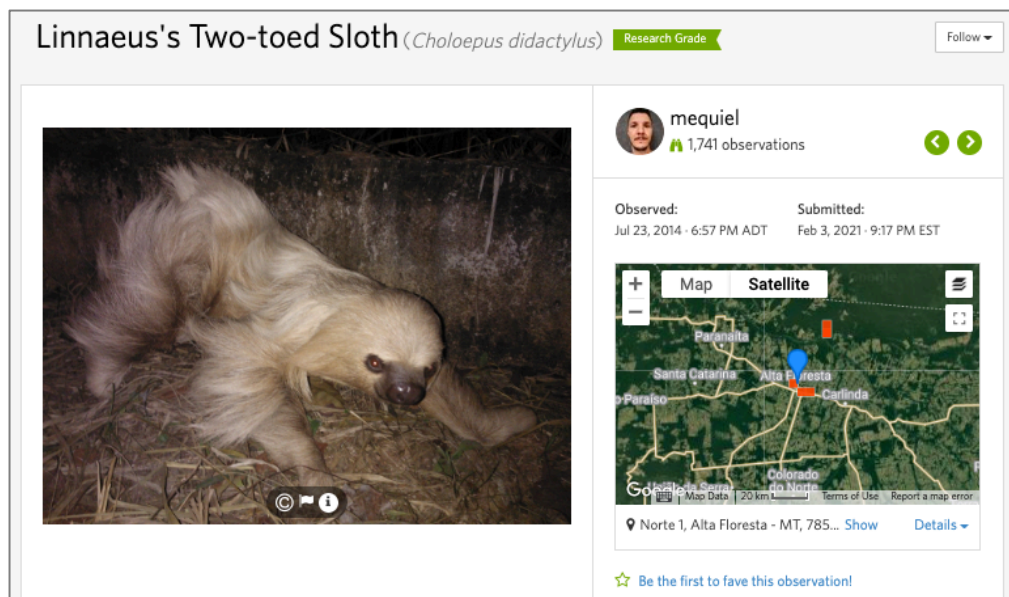 Linnaeus's Two-toed Sloth (Choloepus didactylus) Research Grade
Follow
mequiel
1,741 observations
Observed:
Jul 23, 2014 · 6:57 PM ADT
Submitted:
Feb 3, 2021 · 9:17 PM EST
Map Satellite
Paranaíta
Santa Catarina
Alta Floresta
Paraiso
Carlinda
Colorado
do Norte
Google
Map Data 20 km Terms of Use Report a map error
Norte 1, Alta Floresta - MT, 785... Show Details
Be the first to fave this observation!